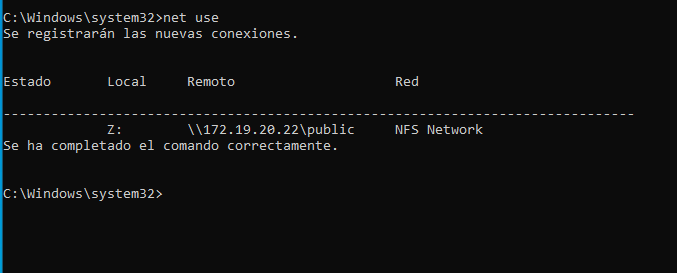 C:\Windows\system32>net use
Se registrarán las nuevas conexiones.
Estado Local Remoto Red
-------------------------------------------------------------------------------
Z: \\172.19.20.22\public NFS Network
Se ha completado el comando correctamente.
C:\Windows\system32>